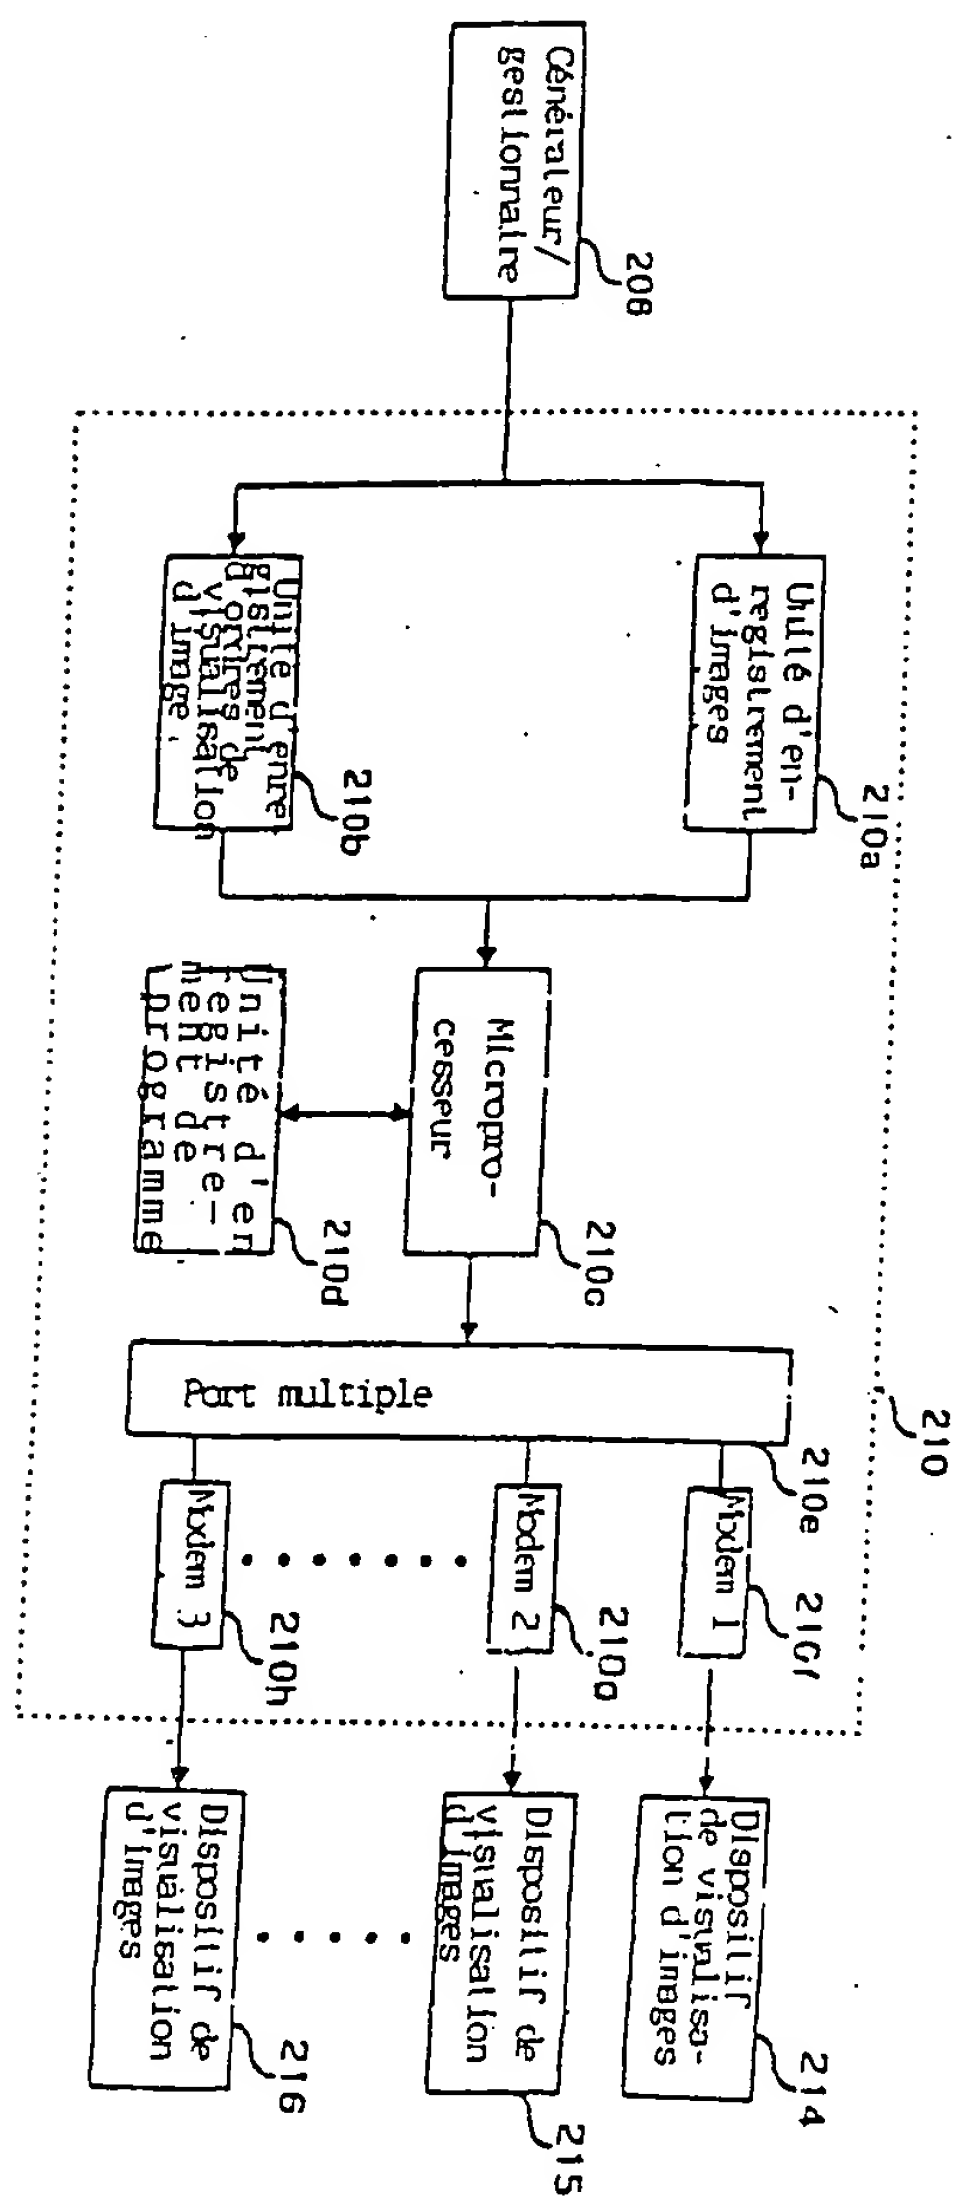 Générateur/
gestionnaire
208
210
Unité d'en-
registrement
d'images
210a
Unité d'enre
gistrement
d'ordres de
visualisation
d'image
210b
Micropro-
cesseur
210c
Unité d'en
registre-
ment de
programme
210d
Port multiple
210e
Modem 1
210f
Modem 2
210g
Modem 3
210h
Dispositif
de visualisa-
tion d'images
214
Dispositif de
visualisation
d'images
215
Dispositif de
visualisation
d'images
216